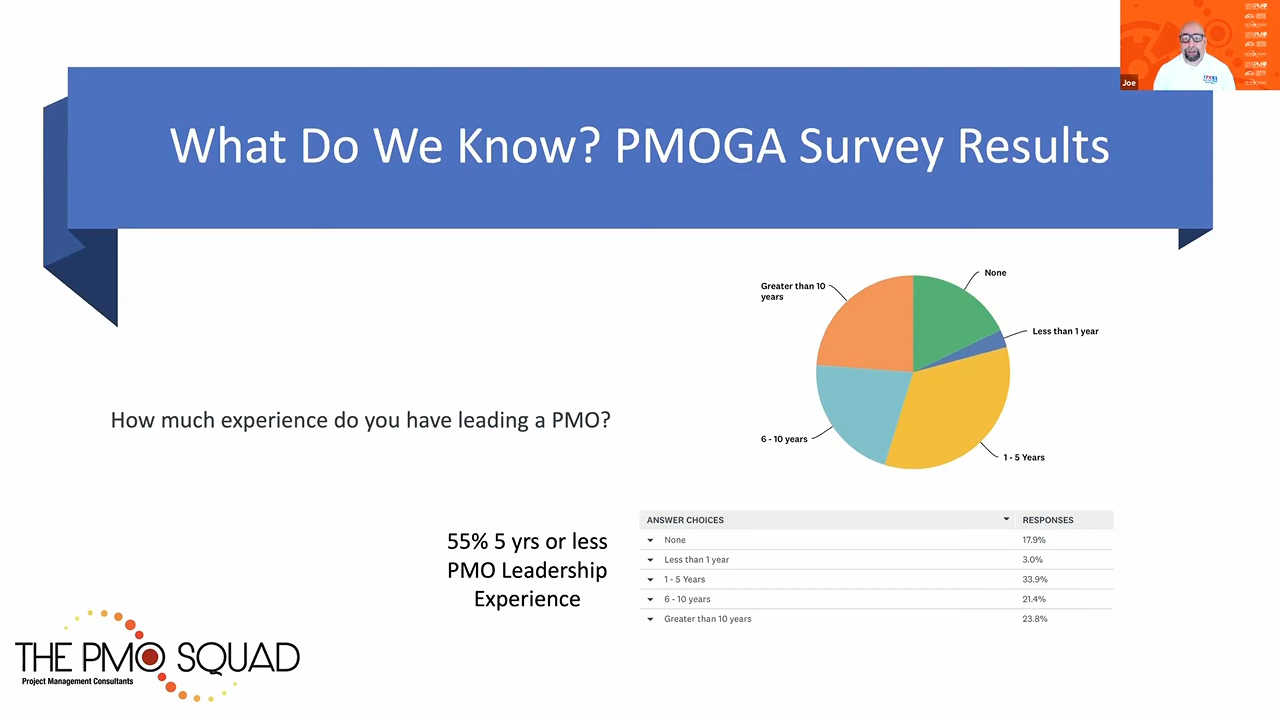 Joe
What Do We Know? PMOGA Survey Results
How much experience do you have leading a PMO?
None
Greater than 10
years
Less than 1 year
6 - 10 years
1 - 5 Years
55% 5 yrs or less
PMO Leadership
Experience
ANSWER CHOICES RESPONSES
None 17.9%
Less than 1 year 3.0%
1 - 5 Years 33.9%
6 - 10 years 21.4%
Greater than 10 years 23.8%
THE PMO SQUAD
Project Management Consultants